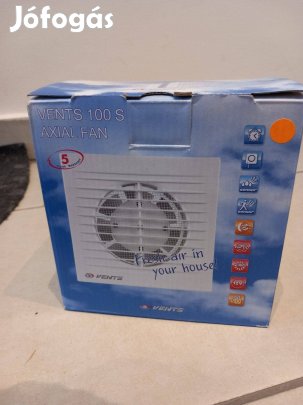 Jófogás
VENTS 100 S
AXIAL FAN
5
Fresh air in
your house!
VENTS
VENTS